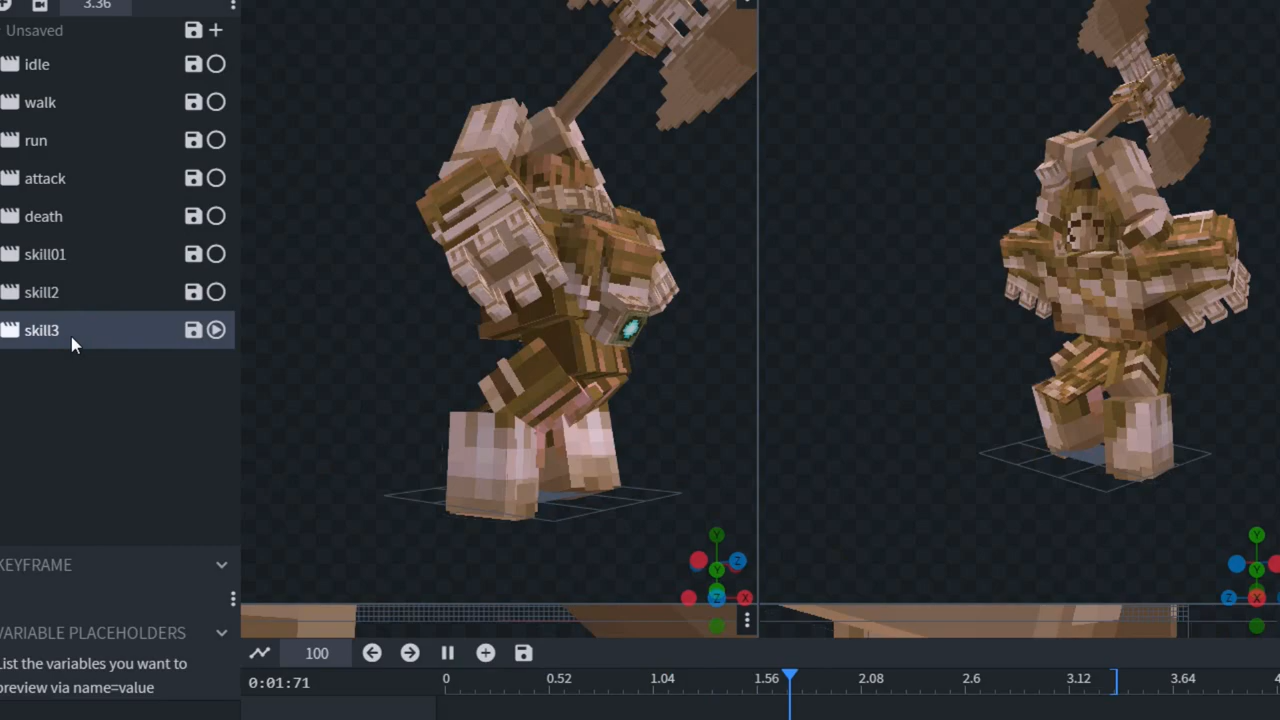 3.36
Unsaved
idle
walk
run
attack
death
skill01
skill2
skill3
KEYFRAME
VARIABLE PLACEHOLDERS
List the variables you want to
preview via name=value
Y
Z
Y
Z
X
Y
Y
Z
X
100
0:01:71
0 0.52 1.04 1.56 2.08 2.6 3.12 3.64 4